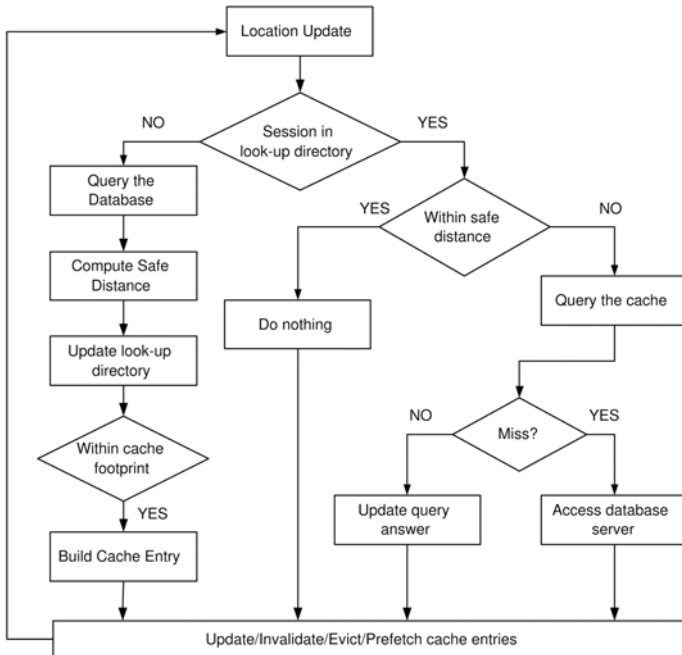 Location Update
NO
YES
Session in
look-up directory
Query the
Database
YES
NO
Within safe
distance
Compute Safe
Distance
Do nothing
Query the cache
Update look-up
directory
NO
YES
Miss?
Within cache
footprint
YES
Update query
answer
Access database
server
Build Cache Entry
Update/Invalidate/Evict/Prefetch cache entries